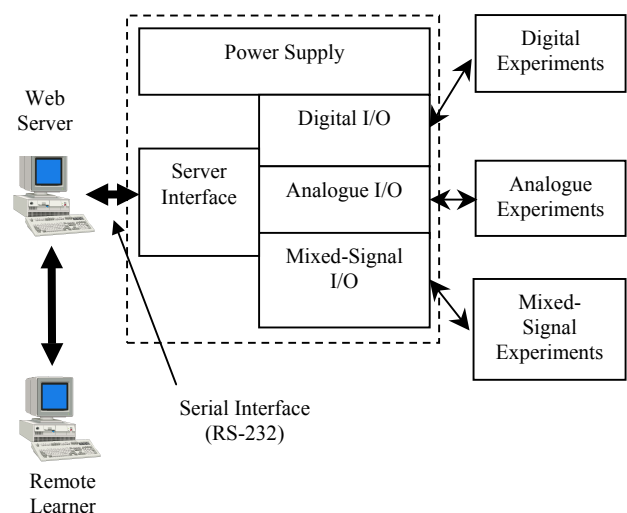 Power Supply
Digital
Experiments
Web
Server
Digital I/O
Server
Interface
Analogue I/O
Analogue
Experiments
Mixed-Signal
I/O
Mixed-
Signal
Experiments
Serial Interface
(RS-232)
Remote
Learner